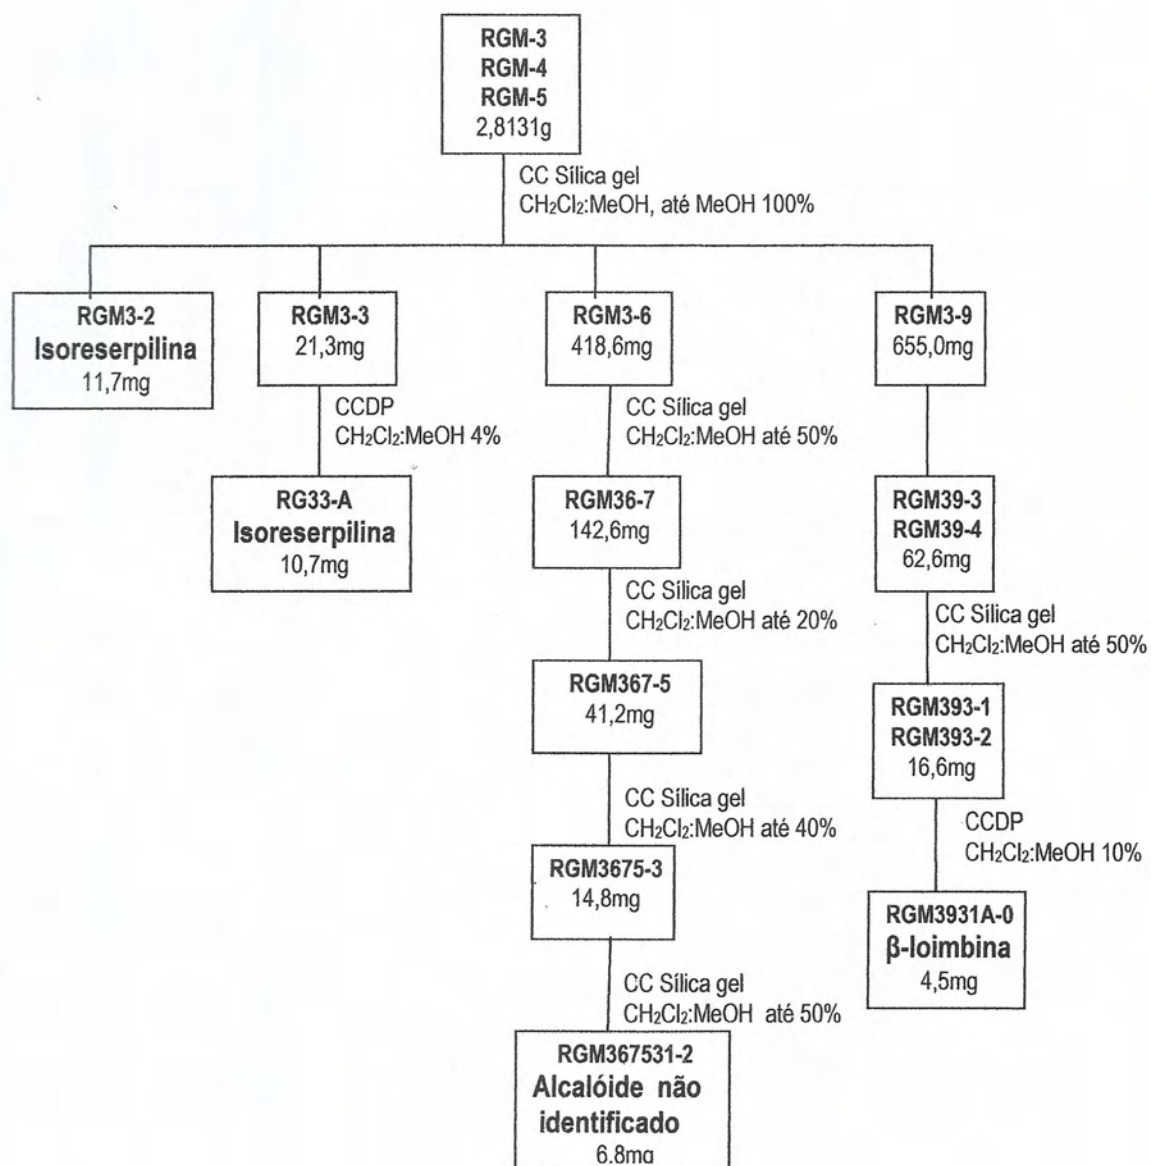 RGM-3
RGM-4
RGM-5
2,8131g
CC Sílica gel
CH₂Cl₂:MeOH, até MeOH 100%
RGM3-2
Isoreserpilina
11,7mg
RGM3-3
21,3mg
CCDP
CH₂Cl₂:MeOH 4%
RG33-A
Isoreserpilina
10,7mg
RGM3-6
418,6mg
CC Sílica gel
CH₂Cl₂:MeOH até 50%
RGM36-7
142,6mg
CC Sílica gel
CH₂Cl₂:MeOH até 20%
RGM367-5
41,2mg
CC Sílica gel
CH₂Cl₂:MeOH até 40%
RGM3675-3
14,8mg
CC Sílica gel
CH₂Cl₂:MeOH até 50%
RGM367531-2
Alcalóide não
identificado
6,8mg
RGM3-9
655,0mg
RGM39-3
RGM39-4
62,6mg
CC Sílica gel
CH₂Cl₂:MeOH até 50%
RGM393-1
RGM393-2
16,6mg
CCDP
CH₂Cl₂:MeOH 10%
RGM3931A-0
β-Ioimbina
4,5mg